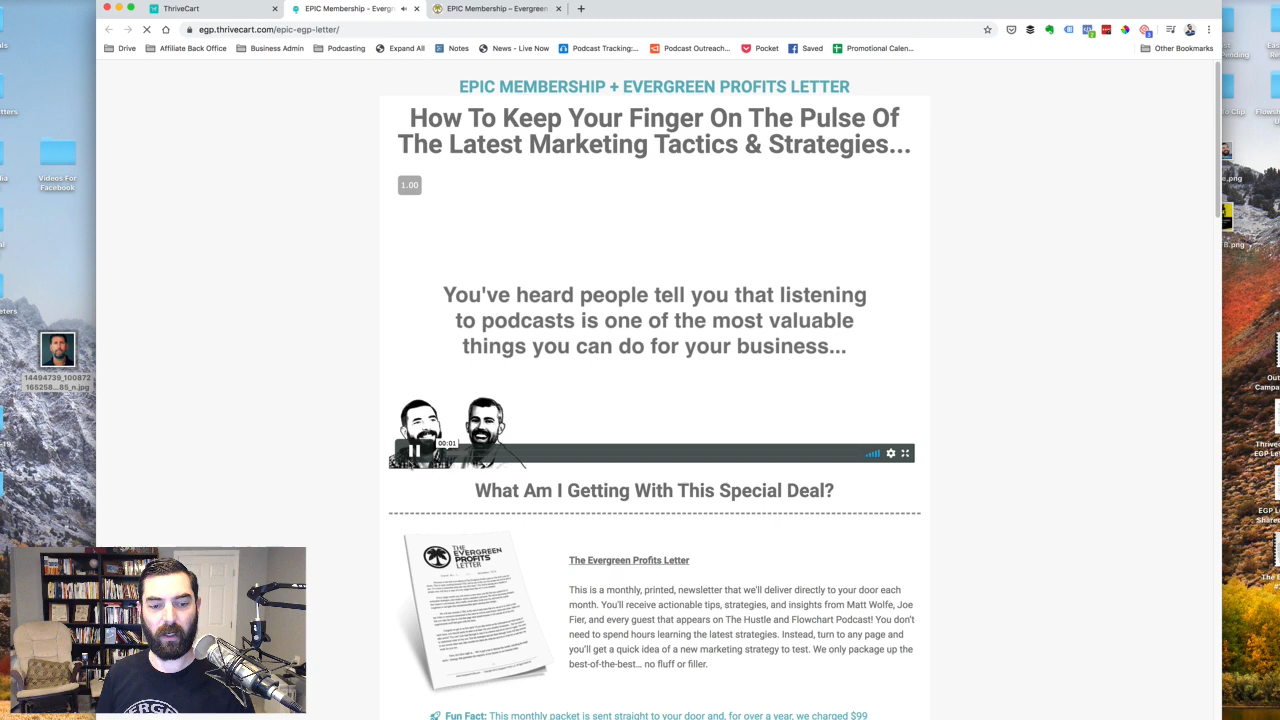 ThriveCart
EPIC Membership - Evergr
EPIC Membership – Evergreen
egp.thrivecart.com/epic-egp-letter/
Drive
Affiliate Back Office
Business Admin
Podcasting
Expand All
Notes
News - Live Now
Podcast Tracking:...
Podcast Outreach...
Pocket
Saved
Promotional Calen...
Other Bookmarks
EPIC MEMBERSHIP + EVERGREEN PROFITS LETTER
How To Keep Your Finger On The Pulse Of
The Latest Marketing Tactics & Strategies...
1.00
You've heard people tell you that listening
to podcasts is one of the most valuable
things you can do for your business...
00:01
What Am I Getting With This Special Deal?
THE
EVERGREEN
PROFITS
LETTER
The Evergreen Profits Letter
This is a monthly, printed, newsletter that we'll deliver directly to your door each
month. You'll receive actionable tips, strategies, and insights from Matt Wolfe, Joe
Fier, and every guest that appears on The Hustle and Flowchart Podcast! You don't
need to spend hours learning the latest strategies. Instead, turn to any page and
you'll get a quick idea of a new marketing strategy to test. We only package up the
best-of-the-best... no fluff or filler.
Fun Fact: This monthly packet is sent straight to your door and, for over a year, we charged $99
Videos For
Facebook
14494739_100872
165258...85_n.jpg